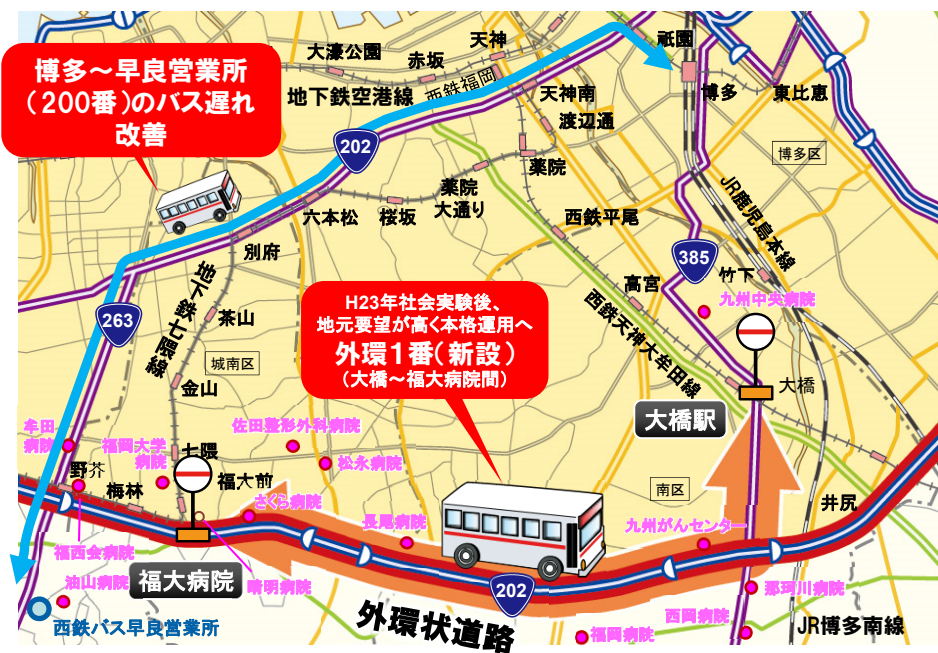 博多～早良営業所
（200番）のバス遅れ
改善
大濠公園
赤坂
天神
祇園
地下鉄空港線
西鉄福岡
天神南
博多
東比恵
渡辺通
202
博多区
薬院
薬院
大通り
六本松
桜坂
西鉄平尾
JR鹿児島本線
別府
385
竹下
高宮
九州中央病院
地下鉄七隈線
263
茶山
H23年社会実験後、
地元要望が高く本格運用へ
外環1番（新設）
（大橋～福大病院間）
西鉄天神大牟田線
城南区
金山
大橋
大橋駅
牟田
病院
福岡大学
病院
七隈
佐田整形外科病院
松永病院
野芥
梅林
福大前
さくら病院
南区
井尻
長尾病院
九州がんセンター
福西会病院
油山病院
福大病院
晴明病院
202
那珂川病院
西岡病院
外環状道路
福岡病院
JR博多南線
西鉄バス早良営業所